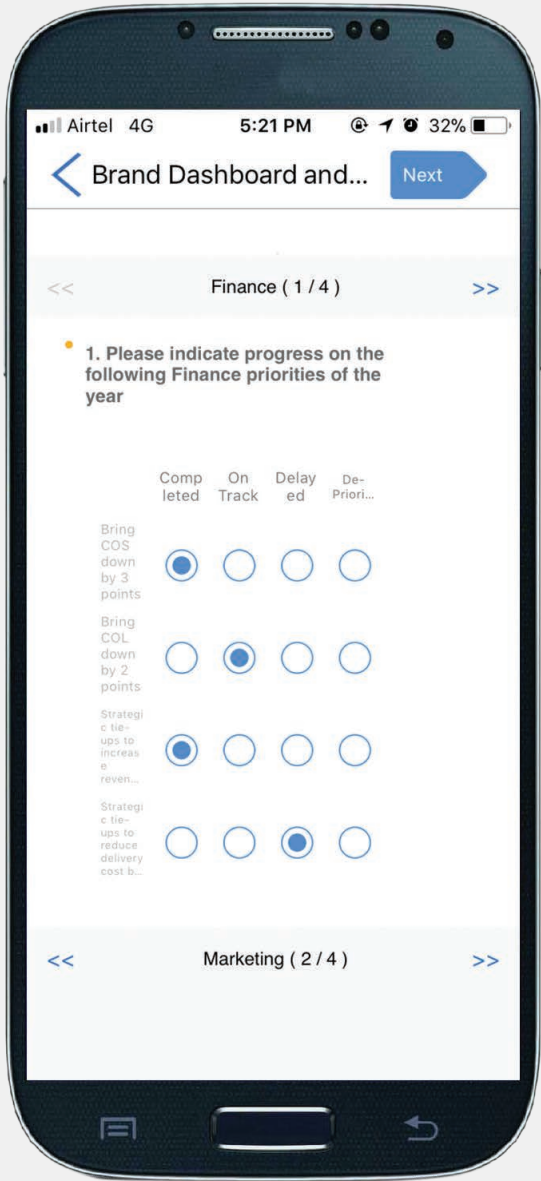 Airtel 4G 5:21 PM 32%
Brand Dashboard and... Next
<< Finance ( 1 / 4 ) >>
1. Please indicate progress on the
following Finance priorities of the
year
Comp On Delay De-
leted Track ed Priori...
Bring
COS
down
by 3
points
Bring
COL
down
by 2
points
Strategi
c tie-
ups to
increas
e
reven...
Strategi
c tie-
ups to
reduce
delivery
cost b...
<< Marketing ( 2 / 4 ) >>